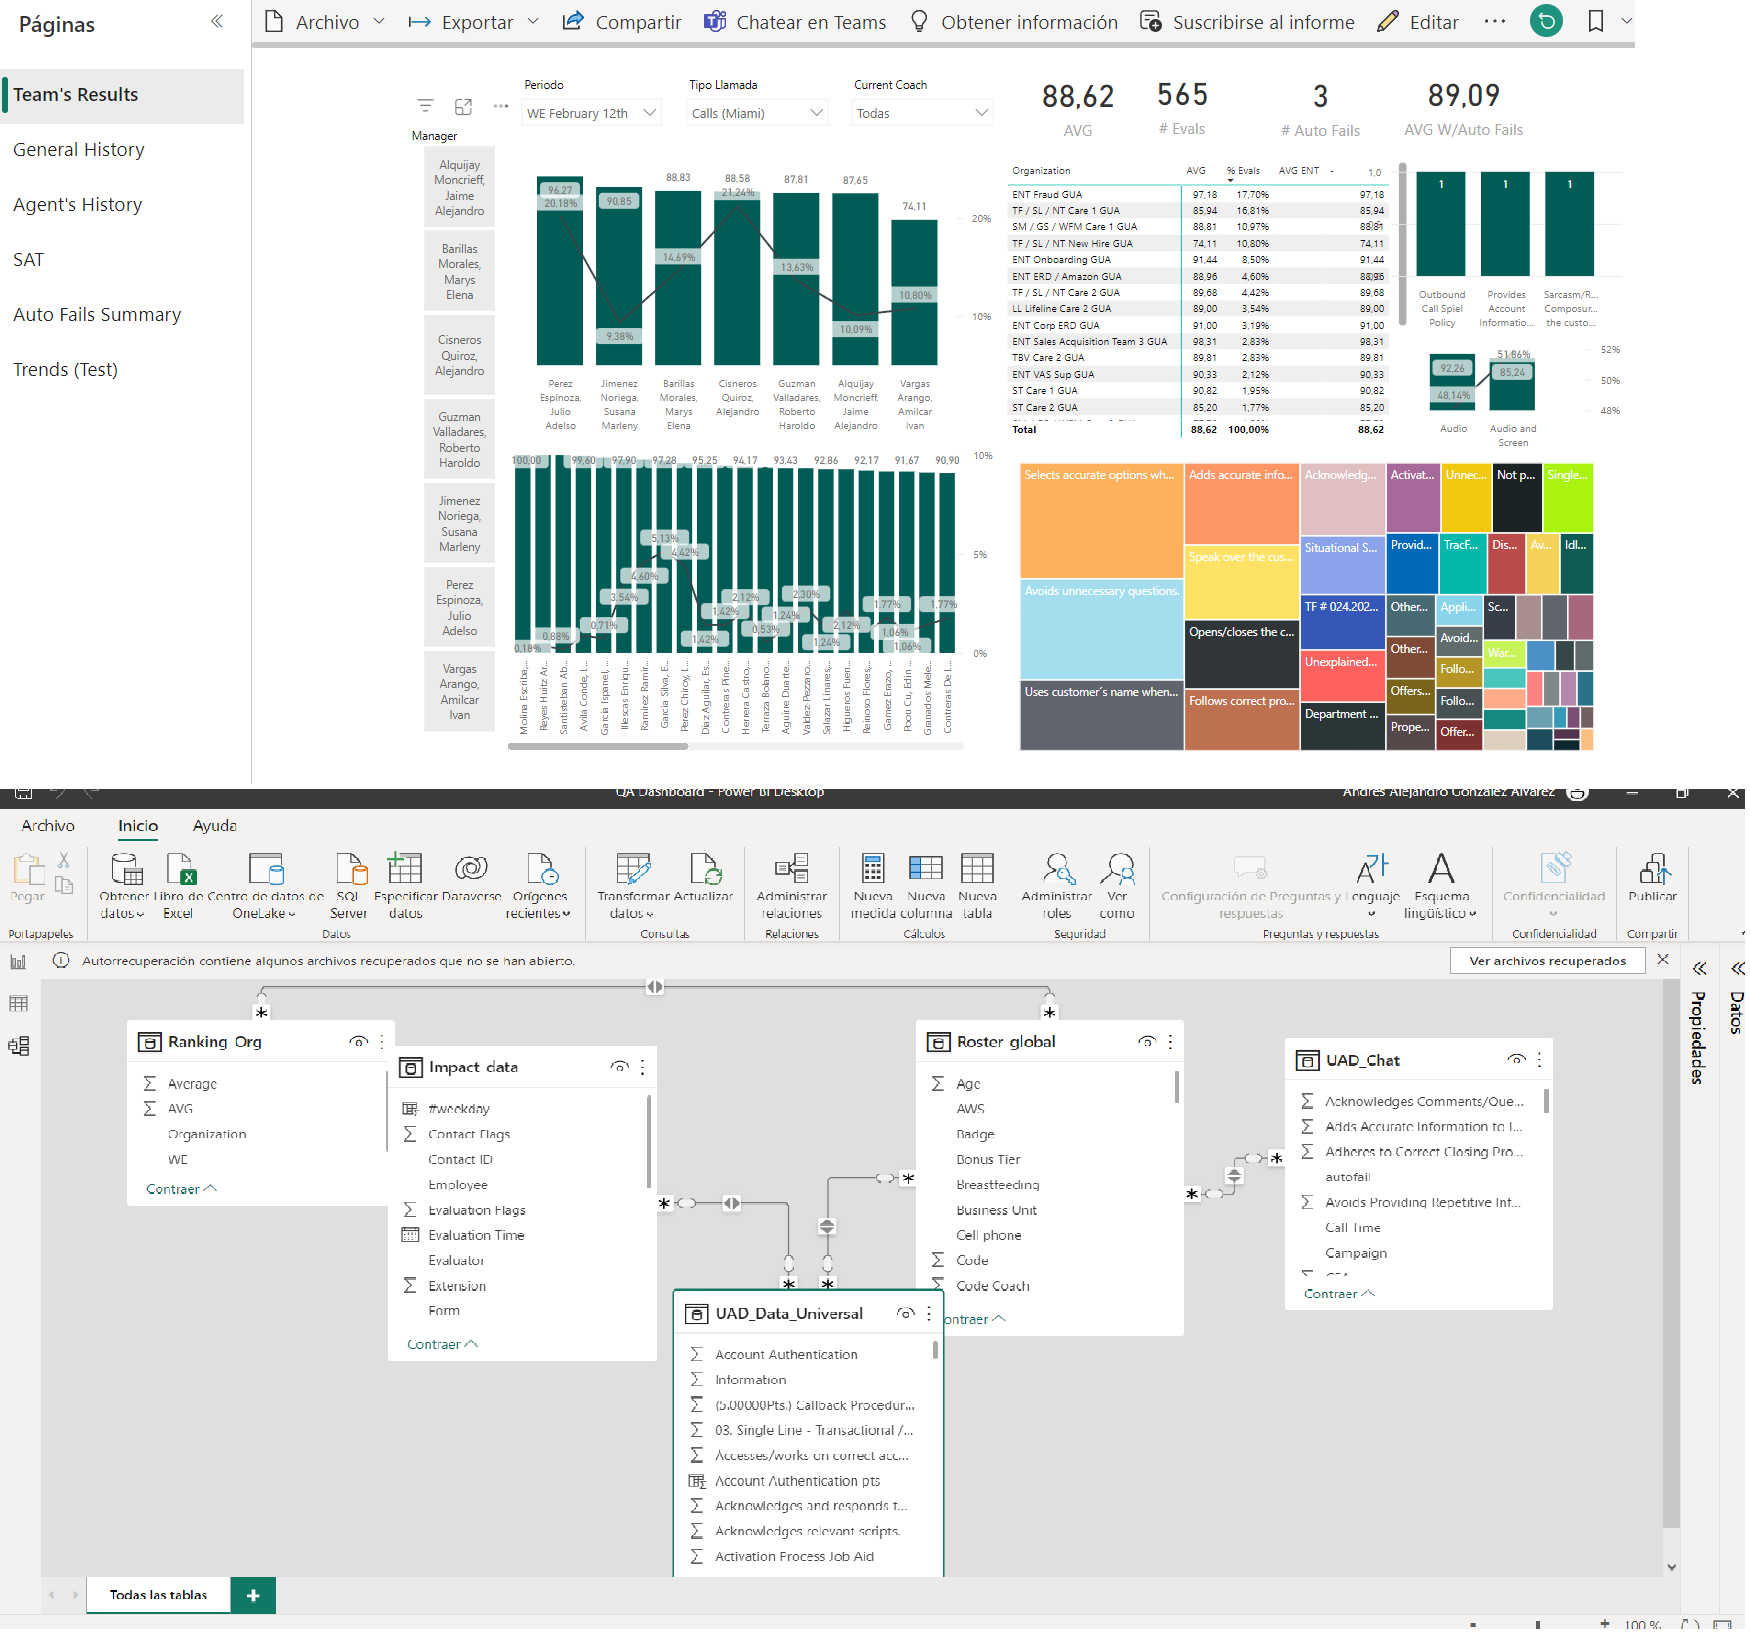 Páginas
Archivo
Exportar
Compartir
Chatear en Teams
Obtener información
Suscribirse al informe
Editar
Team's Results
General History
Agent's History
SAT
Auto Fails Summary
Trends (Test)
Periodo
WE February 12th
Tipo Llamada
Calls (Miami)
Current Coach
Todas
88,62
AVG
565
# Evals
3
# Auto Fails
89,09
AVG W/Auto Fails
Manager
Alquijay
Moncrieff,
Jaime
Alejandro
Barillas
Morales,
Marys
Elena
Cisneros
Quiroz,
Alejandro
Guzman
Valladares,
Roberto
Haroldo
Jimenez
Noriega,
Susana
Marleny
Perez
Espinoza,
Julio
Adelso
Vargas
Arango,
Amilcar
Ivan
96,27
20,18%
90,85
9,38%
88,83
14,69%
88,58
21,24%
87,81
13,63%
87,65
10,09%
74,11
10,80%
20%
10%
Perez
Espinoza,
Julio
Adelso
Jimenez
Noriega,
Susana
Marleny
Barillas
Morales,
Marys
Elena
Cisneros
Quiroz,
Alejandro
Guzman
Valladares,
Roberto
Haroldo
Alquijay
Moncrieff,
Jaime
Alejandro
Vargas
Arango,
Amilcar
Ivan
Organization AVG % Evals AVG ENT -
ENT Fraud GUA 97,18 17,70% 97,18
TF / SL / NT Care 1 GUA 85,94 16,81% 85,94
SM / GS / WFM Care 1 GUA 88,81 10,97% 88,81
TF / SL / NT New Hire GUA 74,11 10,80% 74,11
ENT Onboarding GUA 91,44 8,50% 91,44
ENT ERD / Amazon GUA 88,96 4,60% 88,96
TF / SL / NT Care 2 GUA 89,68 4,42% 89,68
LL Lifeline Care 2 GUA 89,00 3,54% 89,00
ENT Corp ERD GUA 91,00 3,19% 91,00
ENT Sales Acquisition Team 3 GUA 98,31 2,83% 98,31
TBV Care 2 GUA 89,81 2,83% 89,81
ENT VAS Sup GUA 90,33 2,12% 90,33
ST Care 1 GUA 90,82 1,95% 90,82
ST Care 2 GUA 85,20 1,77% 85,20
Total 88,62 100,00% 88,62
1,0
1
1
1
Outbound
Call Spiel
Policy
Provides
Account
Informatio...
Sarcasm/R...
Composur...
the custo...
92,26
48,14%
51,86%
85,24
52%
50%
48%
Audio
Audio and
Screen
100,00 99,60 97,90 97,28 95,25 94,17 93,43 92,86 92,17 91,67 90,90
10%
5%
0%
0,18%
0,88%
0,71%
3,54%
4,60%
5,13%
4,42%
1,42%
1,42%
2,12%
0,53%
1,24%
2,30%
1,24%
2,12%
1,77%
1,06%
1,06%
1,77%
Molina Escriba,...
Reyes Huitz Ar...
Santisteban Ab...
Avila Conde, L...
Garcia Ispanel, ...
Illescas Enriqu...
Ramirez Ramir...
Garcia Silva, E...
Perez Chiroy, L...
Diaz Aguilar, Es...
Contreras Pine...
Herrera Castro,...
Terraza Bolano...
Aguirre Duarte...
Valdez Pezzaro...
Salazar Linares,...
Higueros Fuen...
Reinoso Flores,...
Gamez Erazo, ...
Poou Cu, Edin ...
Granados Mele...
Contreras De L...
Selects accurate options wh...
Avoids unnecessary questions.
Uses customer´s name when...
Adds accurate info...
Speak over the cus...
Opens/closes the c...
Follows correct pro...
Acknowledg...
Situational S...
TF # 024.202...
Unexplained...
Department ...
Activat...
Unnec...
Not p...
Single...
Provid...
TracF...
Dis...
Av...
Idl...
Other...
Appli...
Sc...
Other...
Avoid...
War...
Offers...
Follo...
Follo...
Prope...
Offer...
QA Dashboard - Power BI Desktop
Andres Alejandro Gonzalez Alvarez
Archivo
Inicio
Ayuda
Pegar
Portapapeles
Obtener
datos
Libro de
Excel
Centro de datos de
OneLake
SQL
Server
Especificar
datos
Dataverse
Orígenes
recientes
Datos
Transformar
datos
Actualizar
Consultas
Administrar
relaciones
Relaciones
Nueva
medida
Nueva
columna
Nueva
tabla
Cálculos
Administrar
roles
Ver
como
Seguridad
Configuración de Preguntas y
respuestas
Lenguaje
Esquema
lingüístico
Preguntas y respuestas
Confidencialidad
Confidencialidad
Publicar
Compartir
Autorrecuperación contiene algunos archivos recuperados que no se han abierto.
Ver archivos recuperados
Propiedades
Datos
Ranking_Org
Average
AVG
Organization
WE
Contraer
Impact_data
#weekday
Contact Flags
Contact ID
Employee
Evaluation Flags
Evaluation Time
Evaluator
Extension
Form
Contraer
Roster_global
Age
AWS
Badge
Bonus Tier
Breastfeeding
Business Unit
Cell phone
Code
Code Coach
ontraer
UAD_Chat
Acknowledges Comments/Que...
Adds Accurate Information to I...
Adheres to Correct Closing Pro...
autofail
Avoids Providing Repetitive Inf...
Call Time
Campaign
Contraer
UAD_Data_Universal
Account Authentication
Information
(5.00000Pts.) Callback Procedur...
03. Single Line - Transactional /...
Accesses/works on correct acc...
Account Authentication pts
Acknowledges and responds t...
Acknowledges relevant scripts.
Activation Process Job Aid
Todas las tablas
100 %